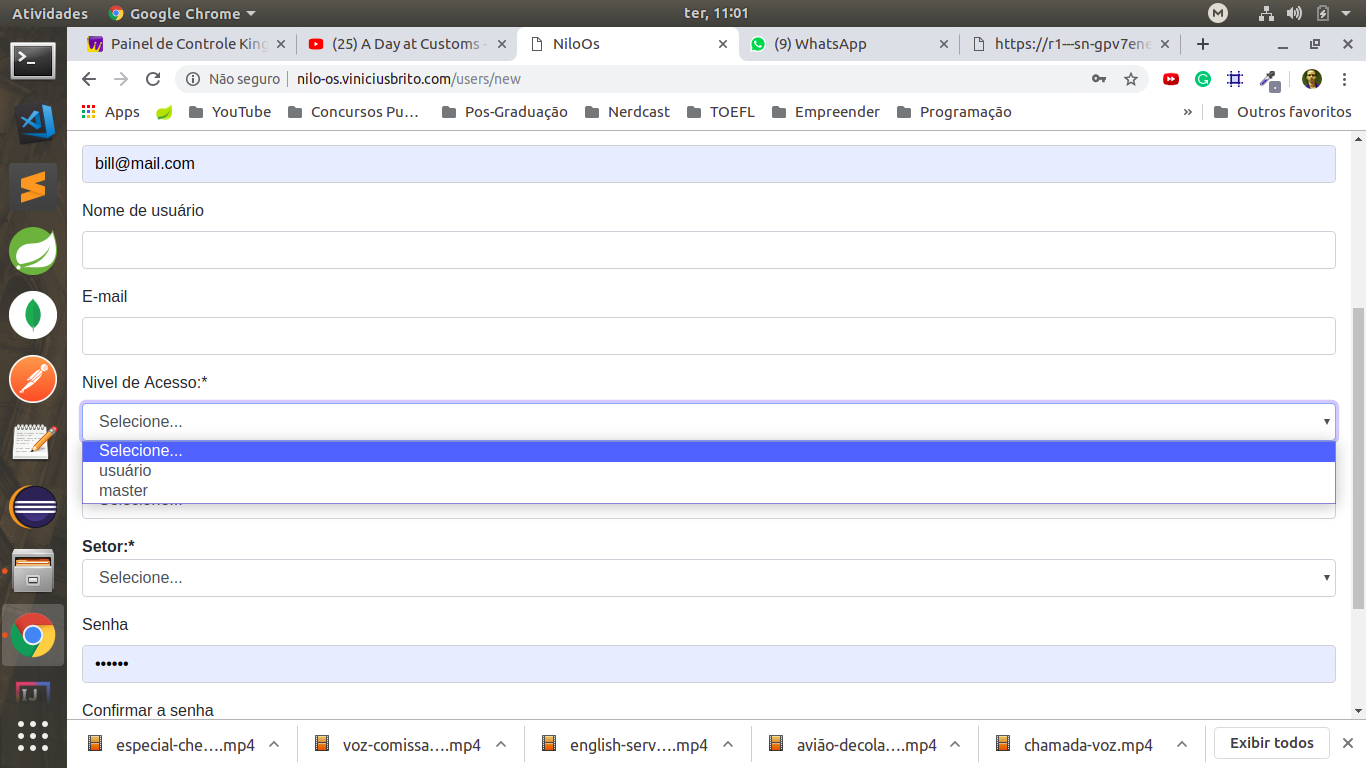 Atividades Google Chrome ter, 11:01 M
Painel de Controle King (25) A Day at Customs - NiloOs (9) WhatsApp https://r1---sn-gpv7ene
Não seguro nilo-os.viniciusbrito.com/users/new
Apps YouTube Concursos Pu... Pos-Graduação Nerdcast TOEFL Empreender Programação » Outros favoritos
bill@mail.com
Nome de usuário
E-mail
Nivel de Acesso:*
Selecione...
Selecione...
usuário
master
Setor:*
Selecione...
Senha
••••••
Confirmar a senha
IJ
especial-che....mp4 voz-comissa....mp4 english-serv....mp4 avião-decola....mp4 chamada-voz.mp4 Exibir todos